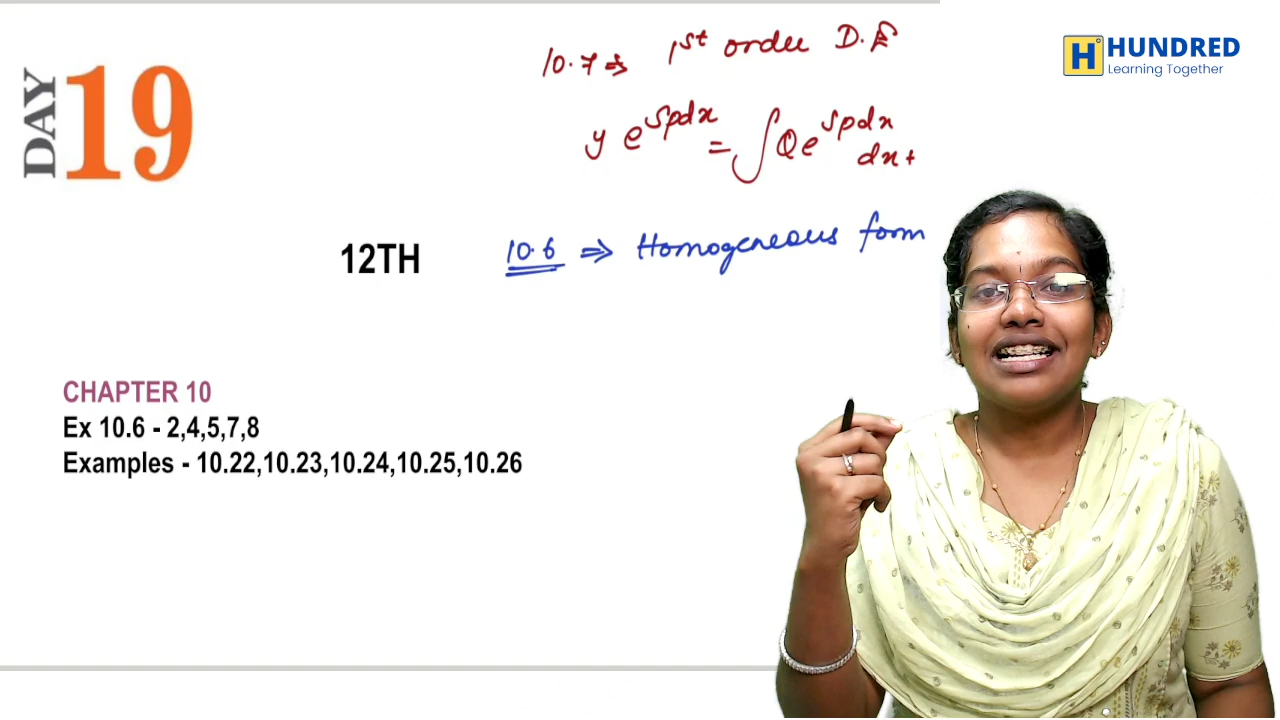 DAY 19
10.7 ⇒ 1st order D.E
y e^∫pdx = ∫Qe^∫pdx dx +
HUNDRED
Learning Together
12TH
10.6 ⇒ Homogeneous form
CHAPTER 10
Ex 10.6 - 2,4,5,7,8
Examples - 10.22,10.23,10.24,10.25,10.26